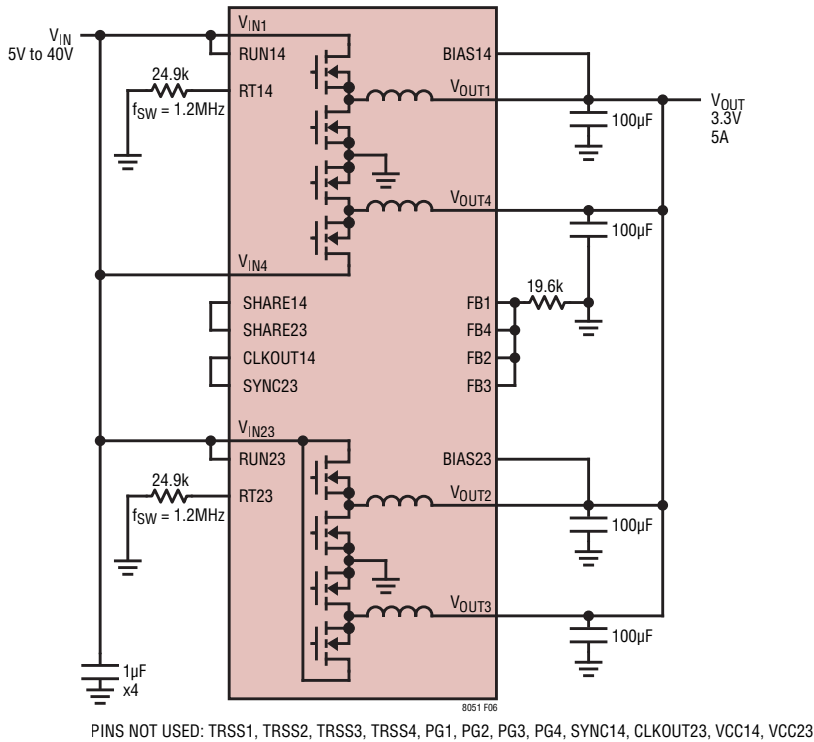 VIN1
VIN
5V to 40V
RUN14
BIAS14
24.9k
RT14
VOUT1
fSW = 1.2MHz
100µF
VOUT
3.3V
5A
VOUT4
100µF
VIN4
19.6k
SHARE14
FB1
SHARE23
FB4
CLKOUT14
FB2
SYNC23
FB3
VIN23
RUN23
BIAS23
24.9k
RT23
VOUT2
fSW = 1.2MHz
100µF
VOUT3
100µF
1µF
x4
8051 F06
PINS NOT USED: TRSS1, TRSS2, TRSS3, TRSS4, PG1, PG2, PG3, PG4, SYNC14, CLKOUT23, VCC14, VCC23